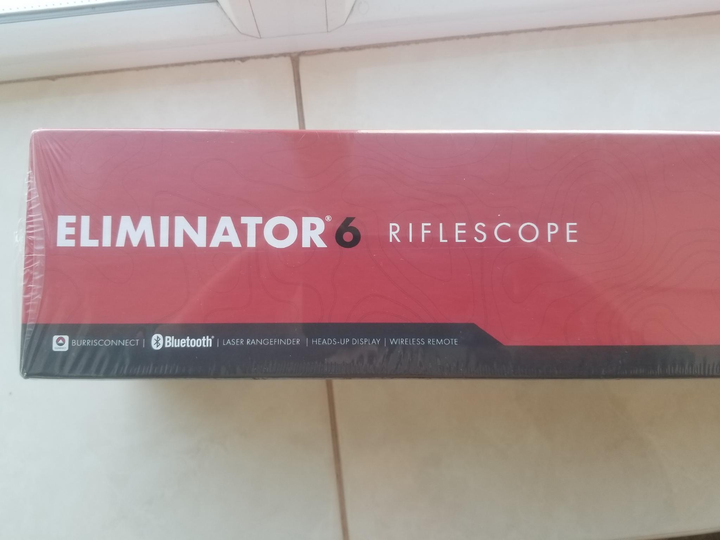 ELIMINATOR® 6 RIFLESCOPE
BURRISCONNECT | Bluetooth® | LASER RANGEFINDER | HEADS-UP DISPLAY | WIRELESS REMOTE